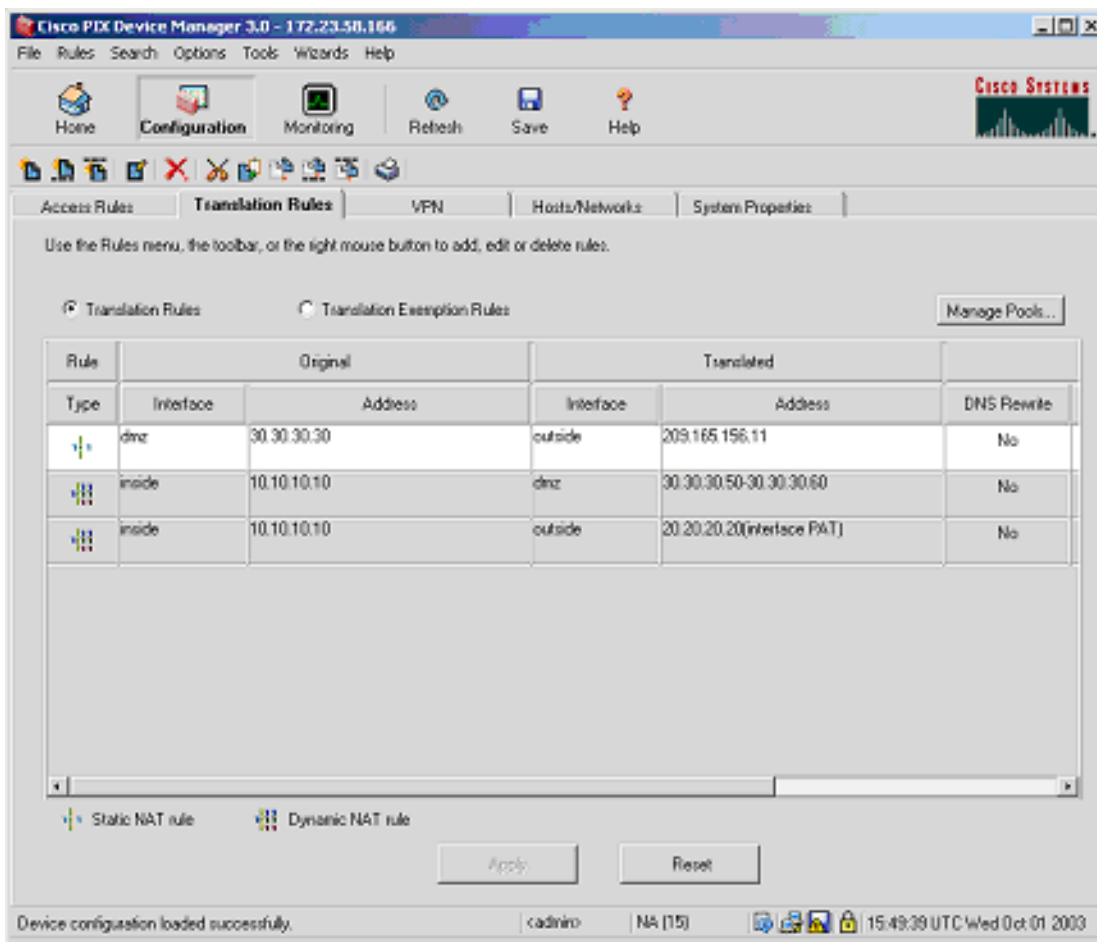 Cisco PIX Device Manager 3.0 - 172.23.58.166
File Rules Search Options Tools Wizards Help
Home Configuration Monitoring Refresh Save Help
CISCO SYSTEMS
Access Rules Translation Rules VPN Hosts/Networks System Properties
Use the Rules menu, the toolbar, or the right mouse button to add, edit or delete rules.
Translation Rules Translation Exemption Rules Manage Pools...
Rule Original Translated
Type Interface Address Interface Address DNS Rewrite
dmz 30.30.30.30 outside 209.165.156.11 No
inside 10.10.10.10 dmz 30.30.30.50-30.30.30.60 No
inside 10.10.10.10 outside 20.20.20.20(interface PAT) No
Static NAT rule Dynamic NAT rule
Apply Reset
Device configuration loaded successfully. <admin> NA (15) 15:49:39 UTC Wed Oct 01 2003